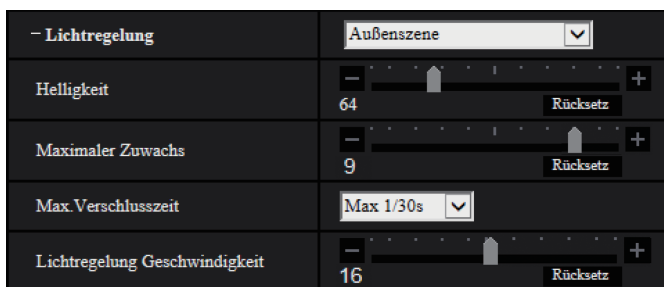 − Lichtregelung Außenszene
Helligkeit − +
64 Rücksetz
Maximaler Zuwachs − +
9 Rücksetz
Max.Verschlusszeit Max 1/30s
Lichtregelung Geschwindigkeit − +
16 Rücksetz